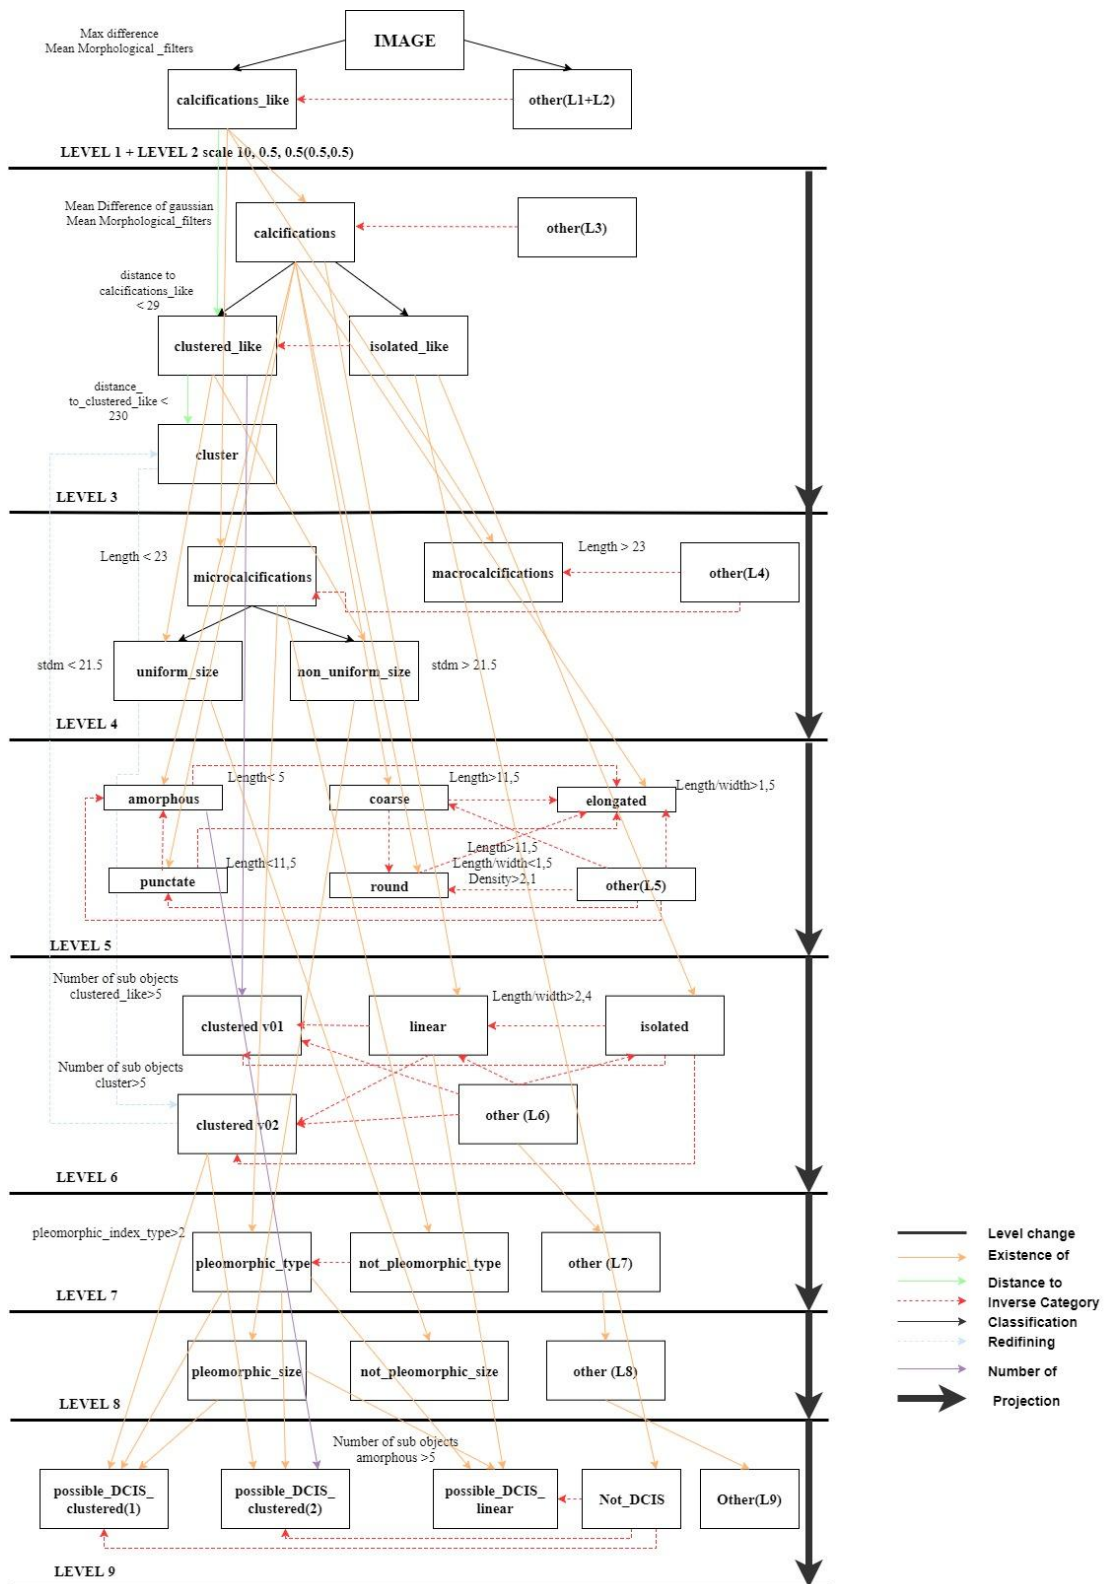 Max difference
Mean Morphological _filters
IMAGE
calcifications_like
other(L1+L2)
LEVEL 1 + LEVEL 2 scale 10, 0.5, 0.5(0.5,0.5)
Mean Difference of gaussian
Mean Morphological_filters
calcifications
other(L3)
distance to
calcifications_like
< 29
clustered_like
isolated_like
distance_
to_clustered_like <
230
cluster
LEVEL 3
Length < 23
microcalcifications
macrocalcifications
Length > 23
other(L4)
stdm < 21.5
uniform_size
non_uniform_size
stdm > 21.5
LEVEL 4
amorphous
Length< 5
coarse
Length>11,5
elongated
Length/width>1,5
punctate
Length<11,5
round
Length>11,5
Length/width<1,5
Density>2,1
other(L5)
LEVEL 5
Number of sub objects
clustered_like>5
clustered v01
linear
Length/width>2,4
isolated
Number of sub objects
cluster>5
clustered v02
other (L6)
LEVEL 6
pleomorphic_index_type>2
pleomorphic_type
not_pleomorphic_type
other (L7)
LEVEL 7
pleomorphic_size
not_pleomorphic_size
other (L8)
LEVEL 8
Number of sub objects
amorphous >5
possible_DCIS_
clustered(1)
possible_DCIS_
clustered(2)
possible_DCIS_
linear
Not_DCIS
Other(L9)
LEVEL 9
Level change
Existence of
Distance to
Inverse Category
Classification
Redifining
Number of
Projection